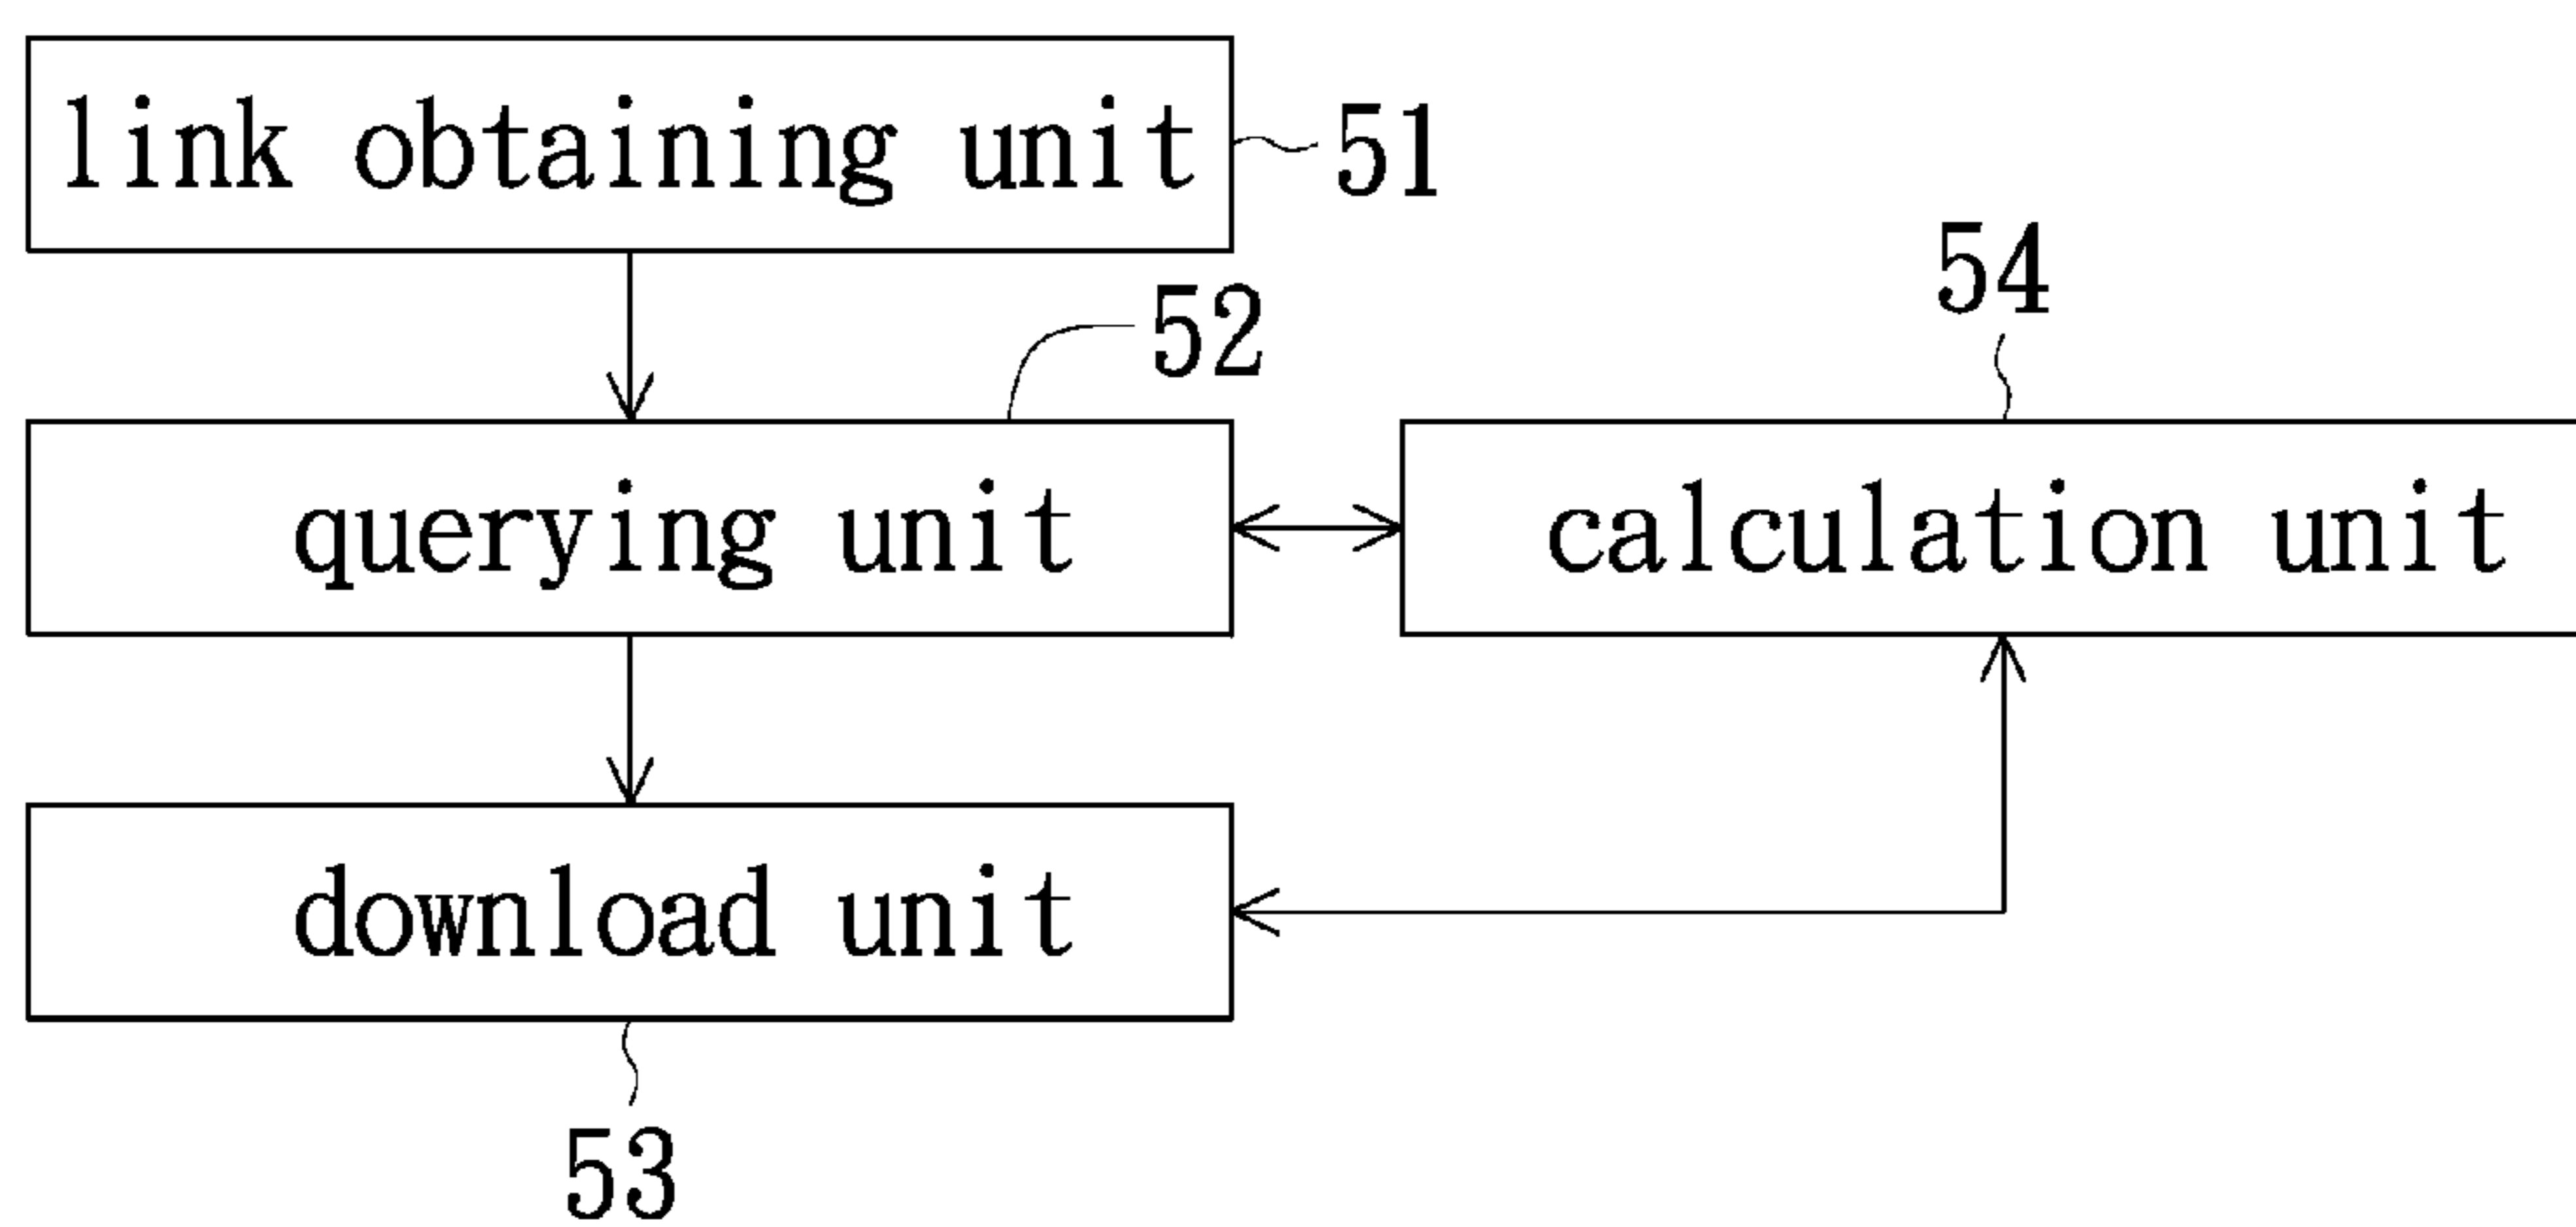 link obtaining unit
51
52
54
querying unit
calculation unit
download unit
53